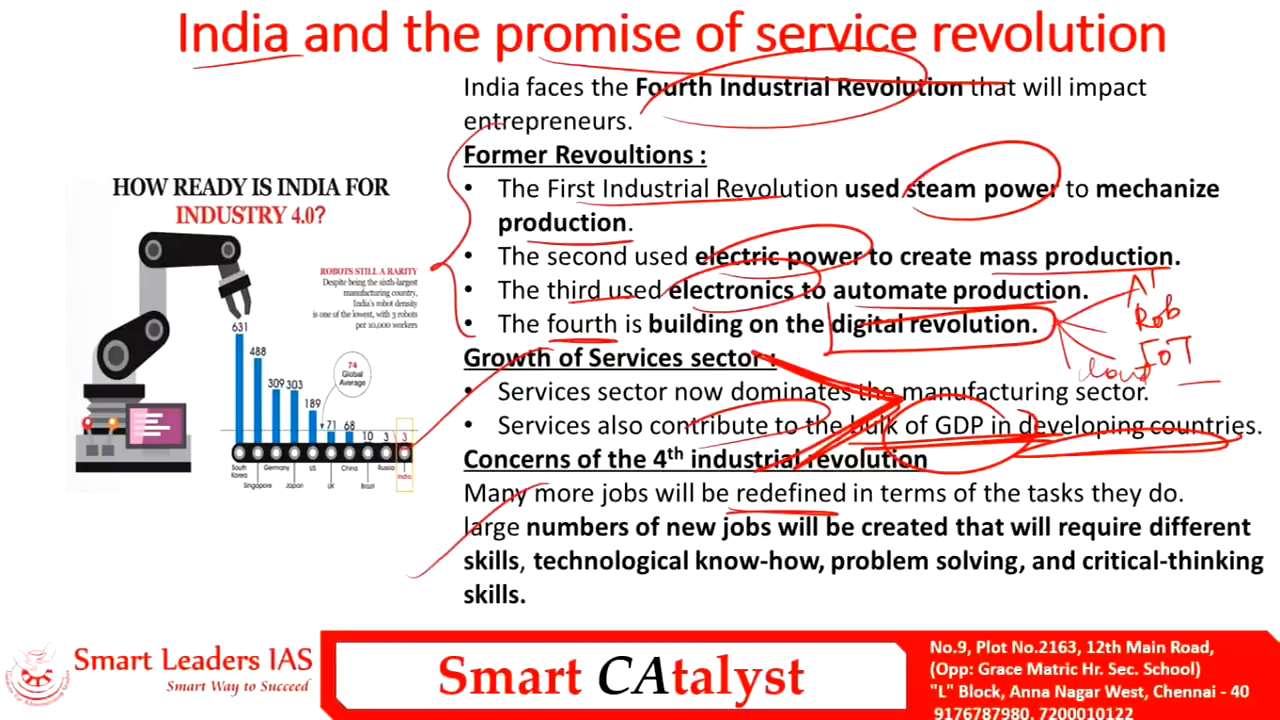 India and the promise of service revolution
India faces the Fourth Industrial Revolution that will impact
entrepreneurs.
Former Revoultions :
• The First Industrial Revolution used steam power to mechanize
production.
• The second used electric power to create mass production.
• The third used electronics to automate production.
• The fourth is building on the digital revolution.
AI
Rob
IOT
Cloud
Growth of Services sector :
• Services sector now dominates the manufacturing sector.
• Services also contribute to the bulk of GDP in developing countries.
Concerns of the 4th industrial revolution
Many more jobs will be redefined in terms of the tasks they do.
large numbers of new jobs will be created that will require different
skills, technological know-how, problem solving, and critical-thinking
skills.
HOW READY IS INDIA FOR
INDUSTRY 4.0?
ROBOTS STILL A RARITY
Despite being the sixth-largest
manufacturing country,
India's robot density
is one of the lowest, with 3 robots
per 10,000 workers
631
488
309 303
189
74
Global
Average
71 68
10 3 3
South
Korea
Singapore
Germany
Japan
US
UK
China
Brazil
Russia
India
Smart Leaders IAS
Smart Way to Succeed
Smart CAtalyst
No.9, Plot No.2163, 12th Main Road,
(Opp: Grace Matric Hr. Sec. School)
"L" Block, Anna Nagar West, Chennai - 40
9176787980, 7200010122